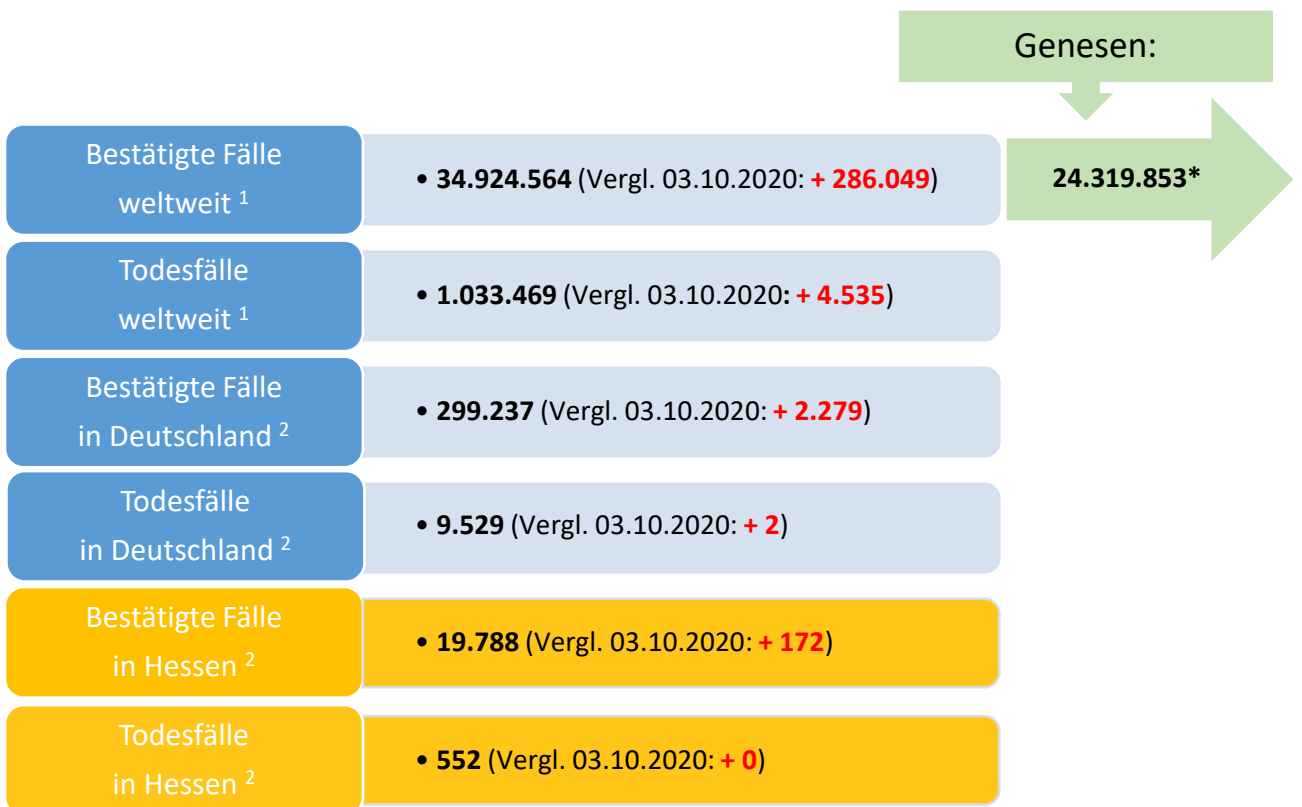 Genesen:
Bestätigte Fälle
weltweit ¹
• 34.924.564 (Vergl. 03.10.2020: + 286.049)
24.319.853*
Todesfälle
weltweit ¹
• 1.033.469 (Vergl. 03.10.2020: + 4.535)
Bestätigte Fälle
in Deutschland ²
• 299.237 (Vergl. 03.10.2020: + 2.279)
Todesfälle
in Deutschland ²
• 9.529 (Vergl. 03.10.2020: + 2)
Bestätigte Fälle
in Hessen ²
• 19.788 (Vergl. 03.10.2020: + 172)
Todesfälle
in Hessen ²
• 552 (Vergl. 03.10.2020: + 0)